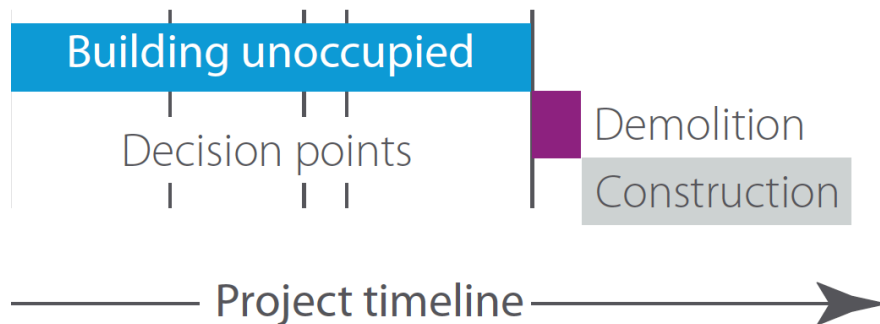 Building unoccupied
Decision points
Demolition
Construction
Project timeline